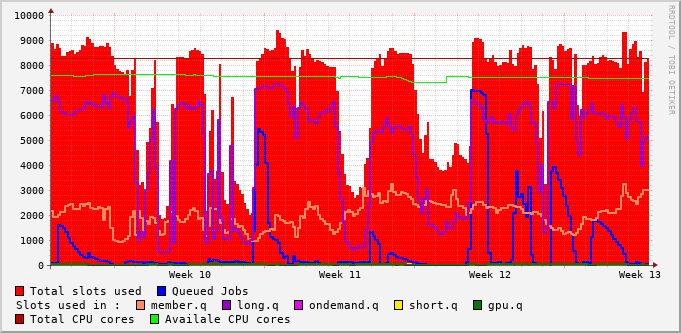 10000
9000
8000
7000
6000
5000
4000
3000
2000
1000
0
Week 10 Week 11 Week 12 Week 13
RRDTOOL / TOBI OETIKER
Total slots used Queued Jobs
Slots used in : member.q long.q ondemand.q short.q gpu.q
Total CPU cores Availale CPU cores